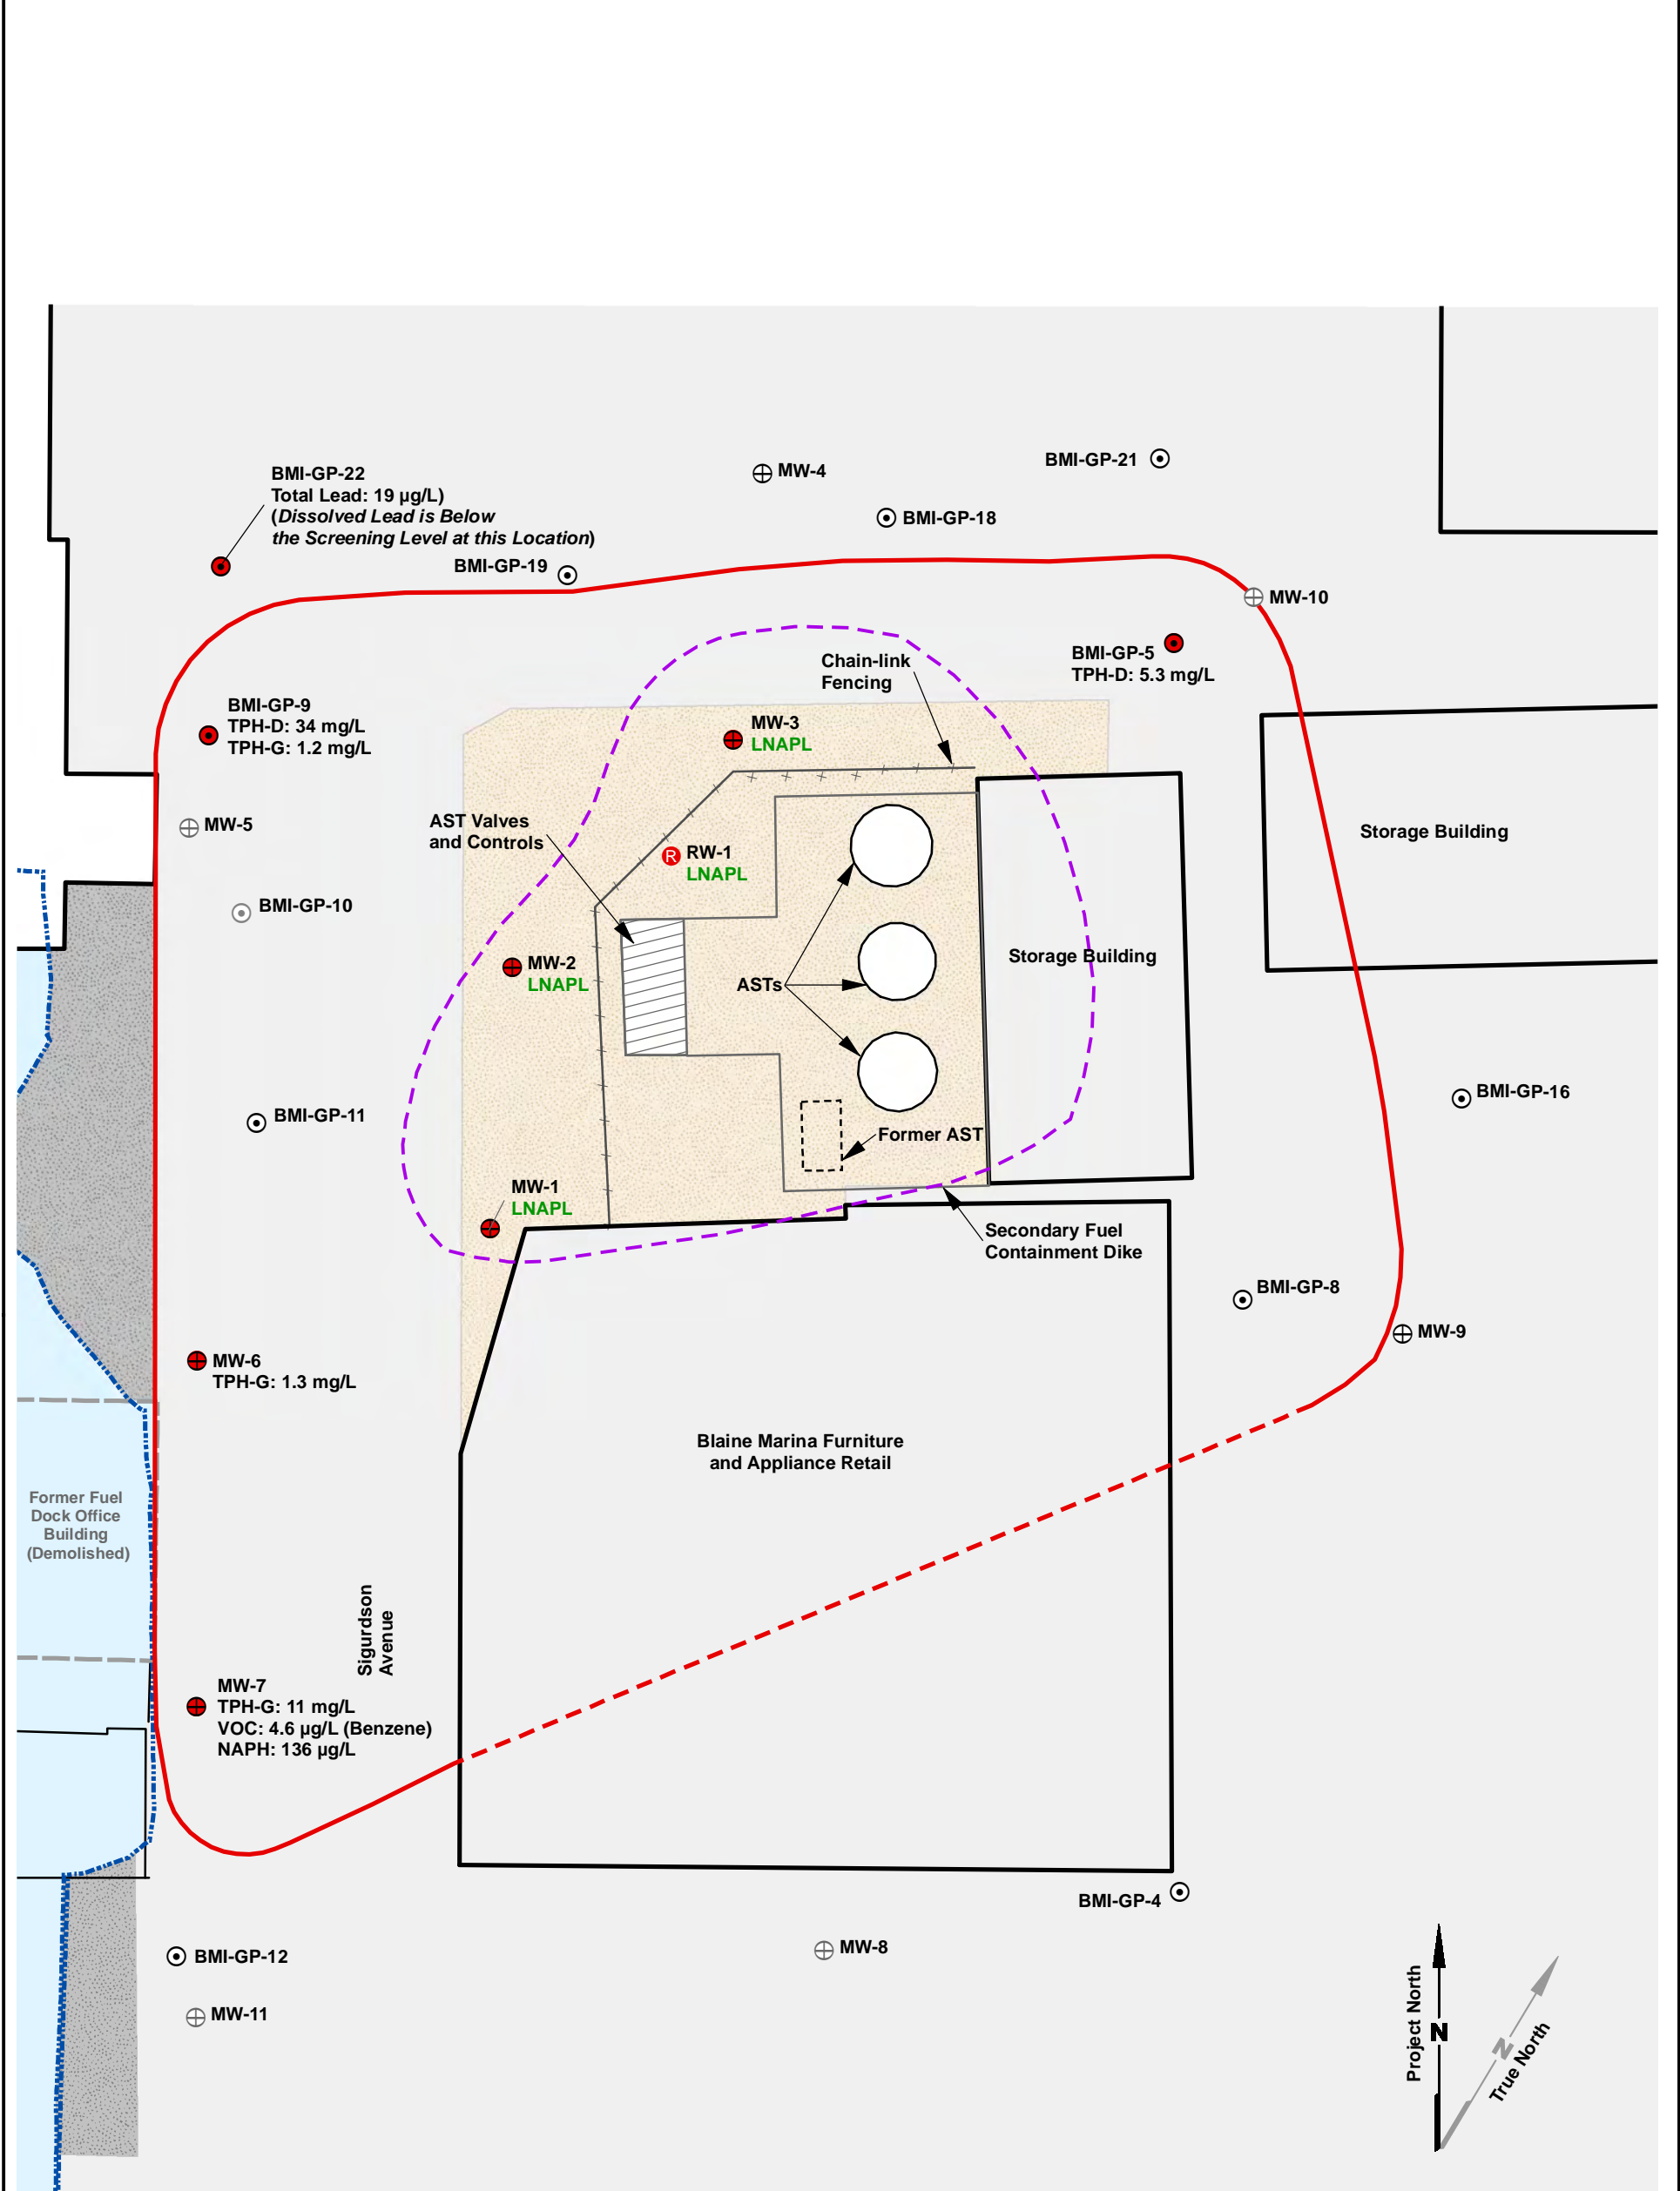 BMI-GP-22
Total Lead: 19 µg/L)
(Dissolved Lead is Below
the Screening Level at this Location)
MW-4
BMI-GP-21
BMI-GP-18
BMI-GP-19
MW-10
BMI-GP-5
TPH-D: 5.3 mg/L
Chain-link
Fencing
BMI-GP-9
TPH-D: 34 mg/L
TPH-G: 1.2 mg/L
MW-3
LNAPL
MW-5
AST Valves
and Controls
R
RW-1
LNAPL
Storage Building
BMI-GP-10
MW-2
LNAPL
ASTs
Storage Building
BMI-GP-11
BMI-GP-16
Former AST
MW-1
LNAPL
Secondary Fuel
Containment Dike
BMI-GP-8
MW-9
MW-6
TPH-G: 1.3 mg/L
Blaine Marina Furniture
and Appliance Retail
Former Fuel
Dock Office
Building
(Demolished)
Sigurdson
Avenue
MW-7
TPH-G: 11 mg/L
VOC: 4.6 µg/L (Benzene)
NAPH: 136 µg/L
BMI-GP-4
BMI-GP-12
MW-8
MW-11
Project North
N
N
True North